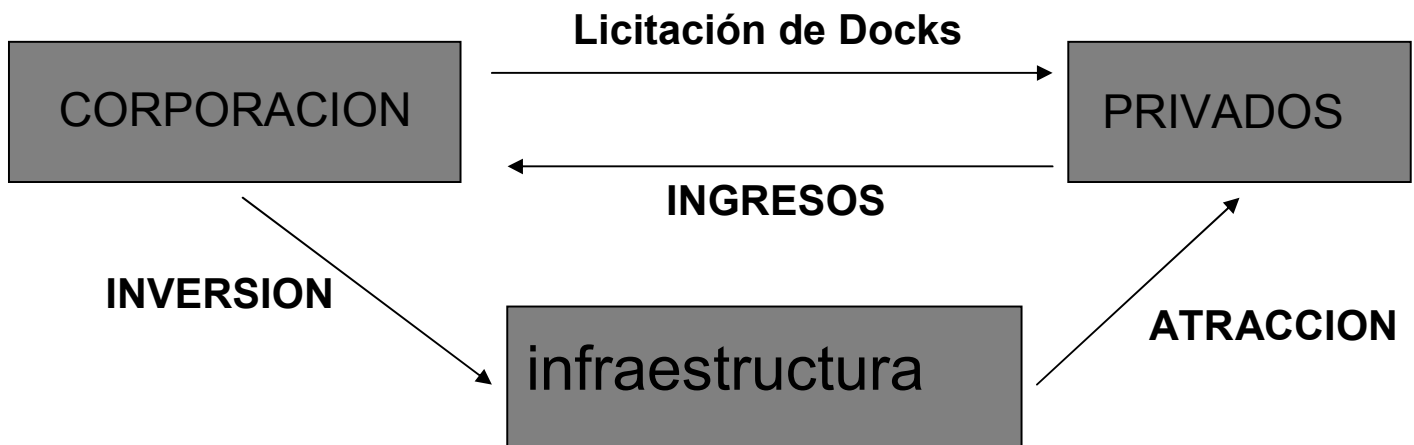 Licitación de Docks
CORPORACION
PRIVADOS
INGRESOS
INVERSION
ATRACCION
infraestructura